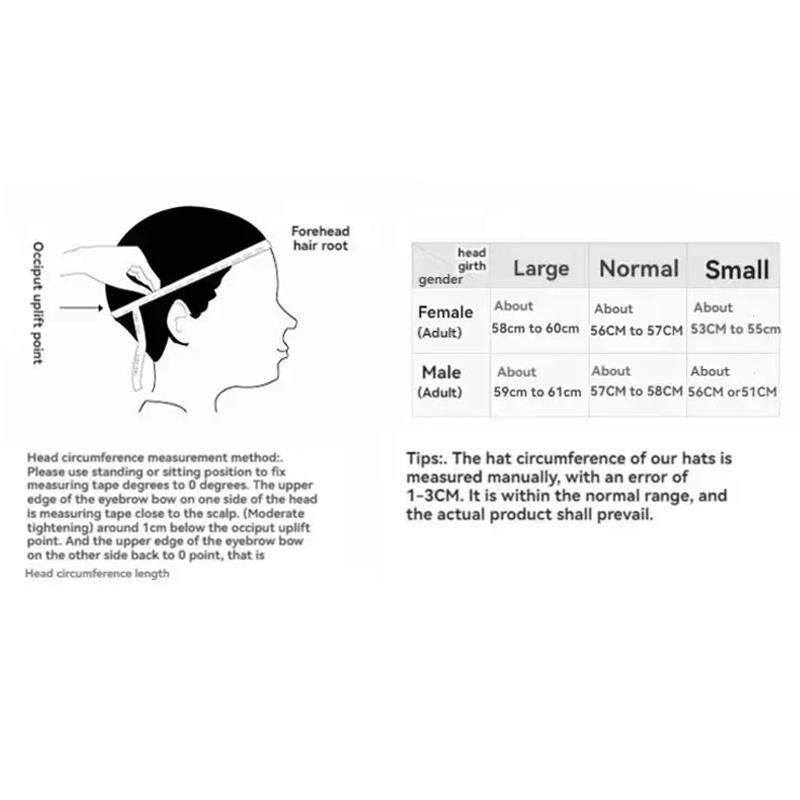 Occiput uplift point
Forehead
hair root
head
girth
gender
Large
Normal
Small
Female
(Adult)
About
58cm to 60cm
About
56CM to 57CM
About
53CM to 55cm
Male
(Adult)
About
59cm to 61cm
About
57CM to 58CM
About
56CM or51CM
Head circumference measurement method:.
Please use standing or sitting position to fix
measuring tape degrees to 0 degrees. The upper
edge of the eyebrow bow on one side of the head
is measuring tape close to the scalp. (Moderate
tightening) around 1cm below the occiput uplift
point. And the upper edge of the eyebrow bow
on the other side back to 0 point, that is
Head circumference length
Tips:. The hat circumference of our hats is
measured manually, with an error of
1-3CM. It is within the normal range, and
the actual product shall prevail.